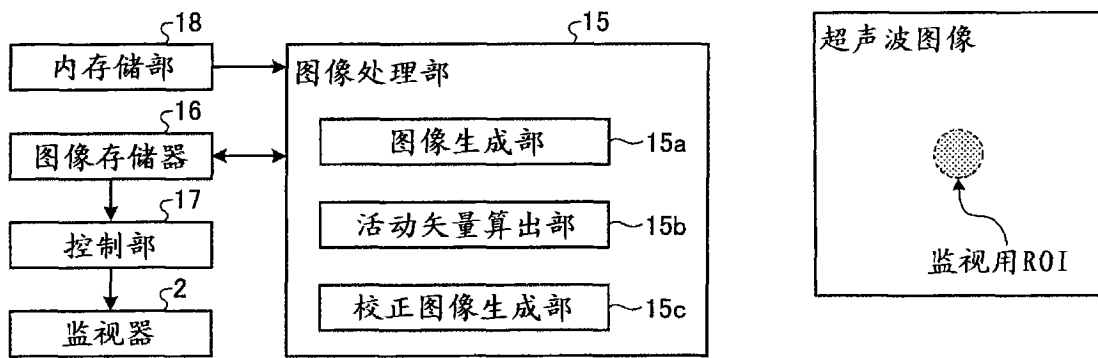 18
内存储部
16
图像存储器
17
控制部
2
监视器
15
图像处理部
图像生成部
15a
活动矢量算出部
15b
校正图像生成部
15c
超声波图像
监视用ROI